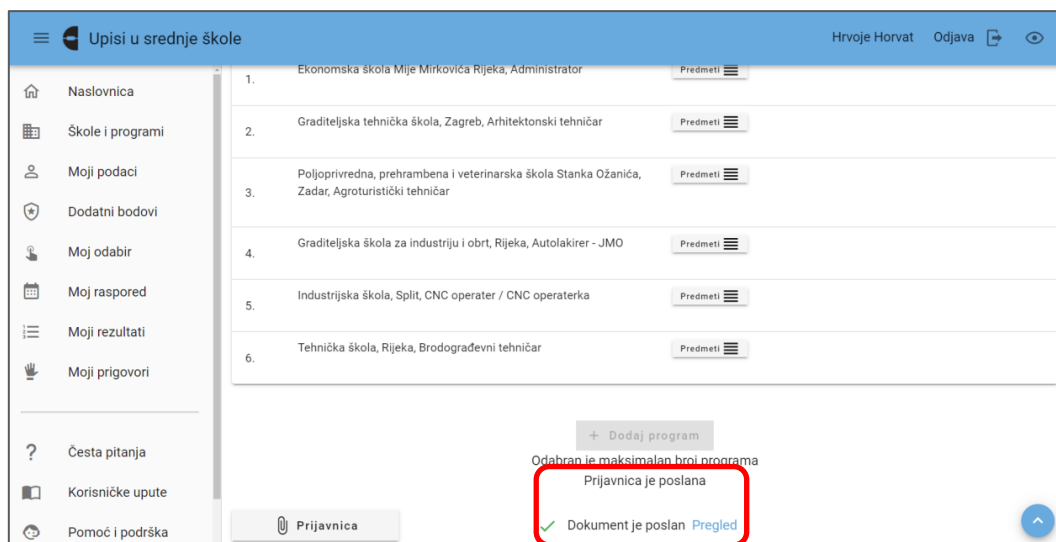 Upisi u srednje škole
Hrvoje Horvat
Odjava
Naslovnica
Škole i programi
Moji podaci
Dodatni bodovi
Moj odabir
Moj raspored
Moji rezultati
Moji prigovori
Česta pitanja
Korisničke upute
Pomoć i podrška
1.
Ekonomska škola Mije Mirkovića Rijeka, Administrator
Predmeti
2.
Graditeljska tehnička škola, Zagreb, Arhitektonski tehničar
Predmeti
3.
Poljoprivredna, prehrambena i veterinarska škola Stanka Ožanića,
Zadar, Agroturistički tehničar
Predmeti
4.
Graditeljska škola za industriju i obrt, Rijeka, Autolakirer - JMO
Predmeti
5.
Industrijska škola, Split, CNC operater / CNC operaterka
Predmeti
6.
Tehnička škola, Rijeka, Brodograđevni tehničar
Predmeti
+ Dodaj program
Odabran je maksimalan broj programa
Prijavnica je poslana
Prijavnica
Dokument je poslan Pregled